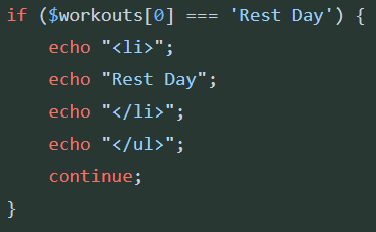 if ($workouts[0] === 'Rest Day') {
    echo "<li>";
    echo "Rest Day";
    echo "</li>";
    echo "</ul>";
    continue;
}